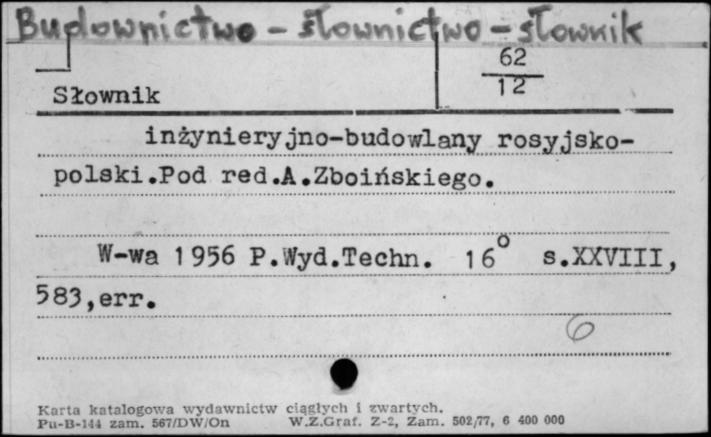 Budownictwo - słownictwo - słownik
62
12
Słownik
inżynieryjno-budowlany rosyjsko-
polski.Pod red.A.Zboińskiego.
W-wa 1956 P.Wyd.Techn. 16° s.XXVIII,
583,err.
6
Karta katalogowa wydawnictw ciągłych i zwartych.
Pu-B-144 zam. 567/DW/On W.Z.Graf. Z-2, Zam. 502/77, 6 400 000